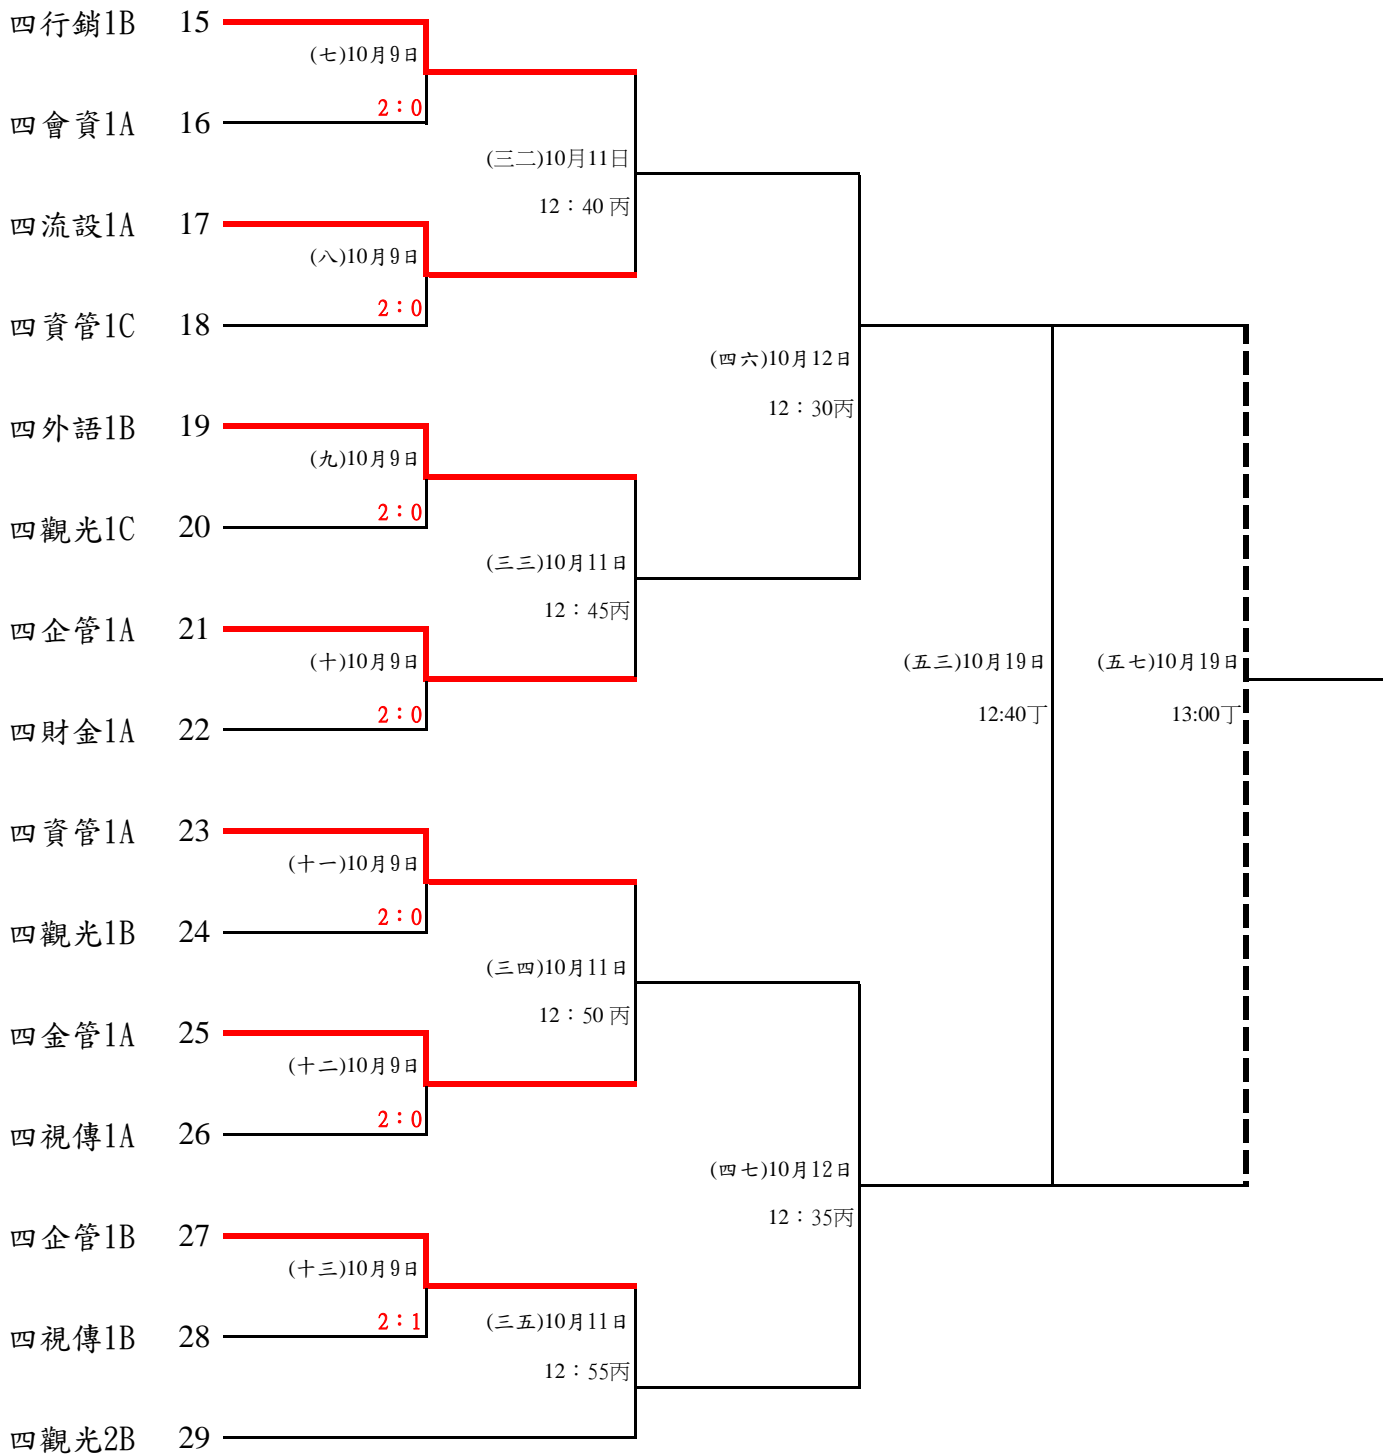 四行銷1B 15
(七)10月9日
2：0
四會資1A 16
(三二)10月11日
12：40 丙
四流設1A 17
(八)10月9日
2：0
四資管1C 18
(四六)10月12日
12：30丙
四外語1B 19
(九)10月9日
2：0
四觀光1C 20
(三三)10月11日
12：45丙
四企管1A 21
(十)10月9日
2：0
四財金1A 22
(五三)10月19日
12:40丁
(五七)10月19日
13:00丁
四資管1A 23
(十一)10月9日
2：0
四觀光1B 24
(三四)10月11日
12：50 丙
四金管1A 25
(十二)10月9日
2：0
四視傳1A 26
(四七)10月12日
12：35丙
四企管1B 27
(十三)10月9日
2：1
四視傳1B 28
(三五)10月11日
12：55丙
四觀光2B 29